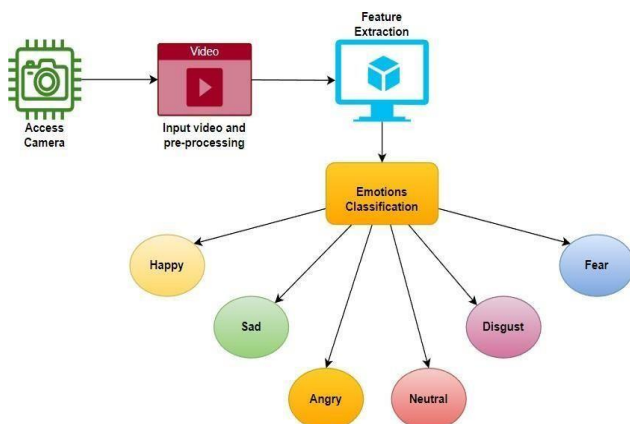 Feature
Extraction
Video
Access
Camera
Input video and
pre-processing
Emotions
Classification
Happy
Fear
Sad
Disgust
Angry
Neutral